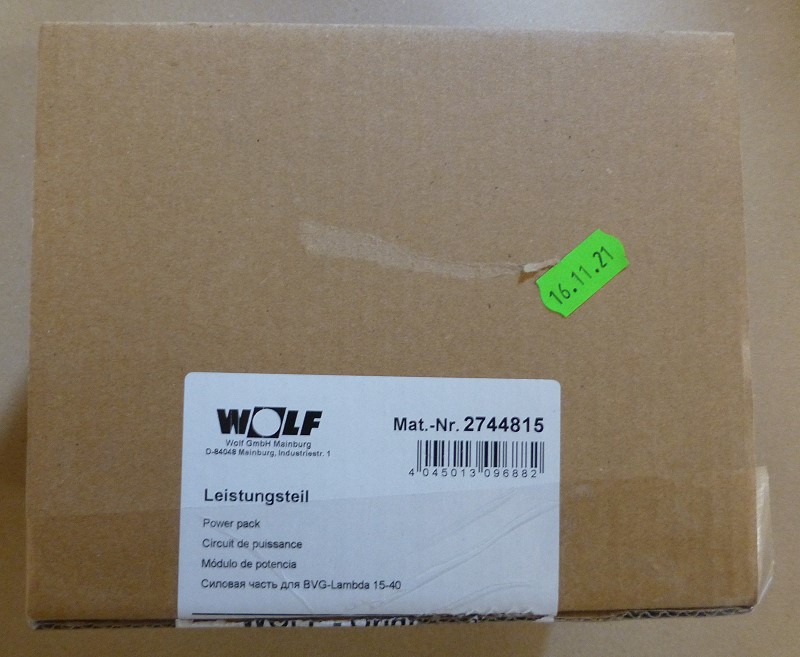 16.11.21
WOLF
Wolf GmbH Mainburg
D-84048 Mainburg, Industriestr. 1
Mat.-Nr. 2744815
4 045013 096882
Leistungsteil
Power pack
Circuit de puissance
Módulo de potencia
Силовая часть для BVG-Lambda 15-40
WOLF